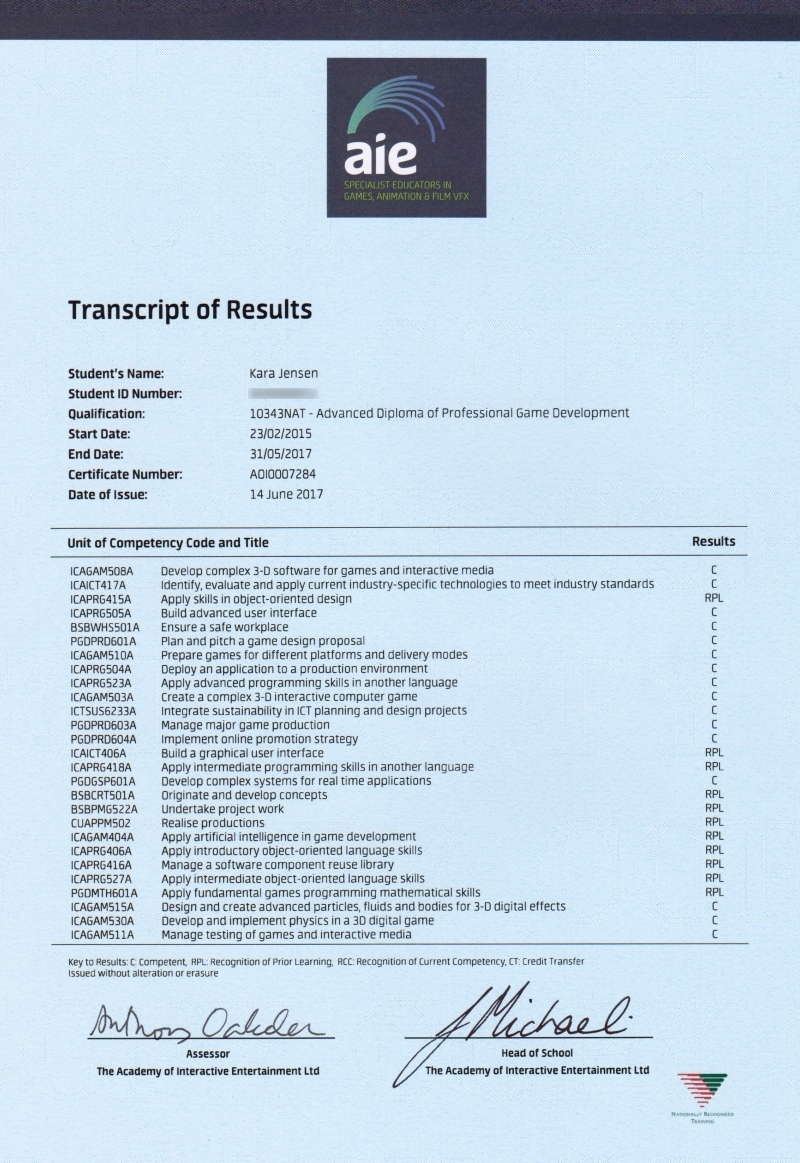 aie
SPECIALIST EDUCATORS IN
GAMES, ANIMATION & FILM VFX
Transcript of Results
Student's Name: Kara Jensen
Student ID Number:
Qualification: 10343NAT - Advanced Diploma of Professional Game Development
Start Date: 23/02/2015
End Date: 31/05/2017
Certificate Number: AOI0007284
Date of Issue: 14 June 2017
Unit of Competency Code and Title Results
ICAGAM508A Develop complex 3-D software for games and interactive media C
ICAICT417A Identify, evaluate and apply current industry-specific technologies to meet industry standards C
ICAPRG415A Apply skills in object-oriented design RPL
ICAPRG505A Build advanced user interface C
BSBWHS501A Ensure a safe workplace C
PGDPRD601A Plan and pitch a game design proposal C
ICAGAM510A Prepare games for different platforms and delivery modes C
ICAPRG504A Deploy an application to a production environment C
ICAPRG523A Apply advanced programming skills in another language C
ICAGAM503A Create a complex 3-D interactive computer game C
ICTSUS6233A Integrate sustainability in ICT planning and design projects C
PGDPRD603A Manage major game production C
PGDPRD604A Implement online promotion strategy C
ICAICT406A Build a graphical user interface RPL
ICAPRG418A Apply intermediate programming skills in another language RPL
PGDGSP601A Develop complex systems for real time applications C
BSBCRT501A Originate and develop concepts RPL
BSBPMG522A Undertake project work RPL
CUAPPM502 Realise productions RPL
ICAGAM404A Apply artificial intelligence in game development RPL
ICAPRG406A Apply introductory object-oriented language skills RPL
ICAPRG416A Manage a software component reuse library RPL
ICAPRG527A Apply intermediate object-oriented language skills RPL
PGDMTH601A Apply fundamental games programming mathematical skills RPL
ICAGAM515A Design and create advanced particles, fluids and bodies for 3-D digital effects C
ICAGAM530A Develop and implement physics in a 3D digital game C
ICAGAM511A Manage testing of games and interactive media C
Key to Results: C: Competent, RPL: Recognition of Prior Learning, RCC: Recognition of Current Competency, CT: Credit Transfer
Issued without alteration or erasure
Anthony J Michael
Assessor Head of School
The Academy of Interactive Entertainment Ltd The Academy of Interactive Entertainment Ltd
NATIONALLY RECOGNISED
TRAINING